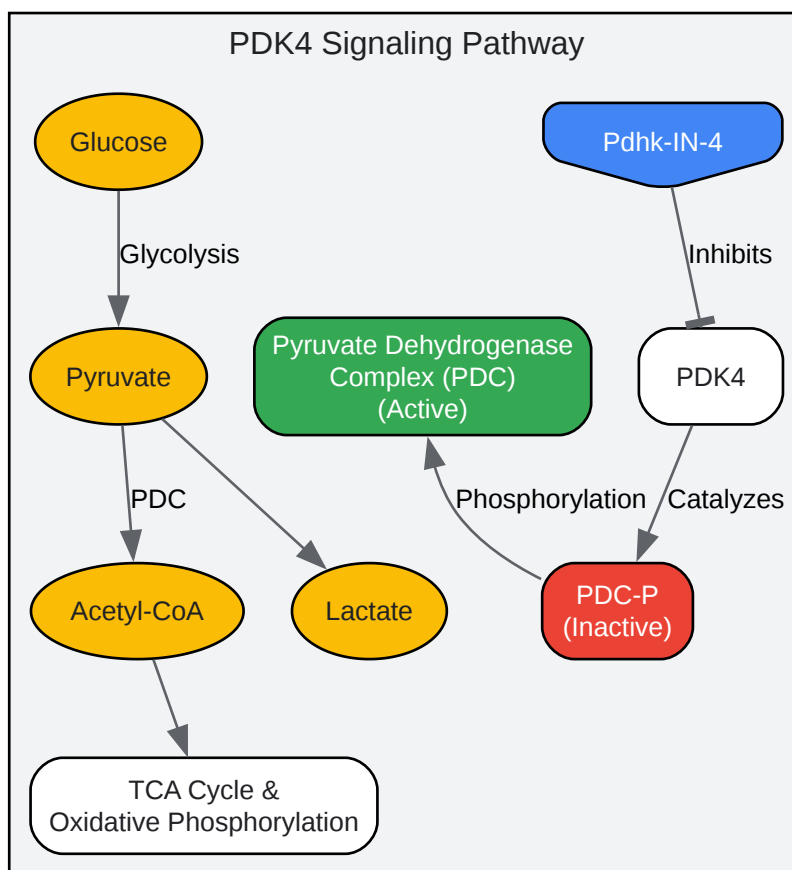 PDK4 Signaling Pathway
Glucose
Pdhk-IN-4
Glycolysis
Inhibits
Pyruvate
Pyruvate Dehydrogenase
Complex (PDC)
(Active)
PDK4
PDC
Phosphorylation
Catalyzes
Acetyl-CoA
Lactate
PDC-P
(Inactive)
TCA Cycle &
Oxidative Phosphorylation